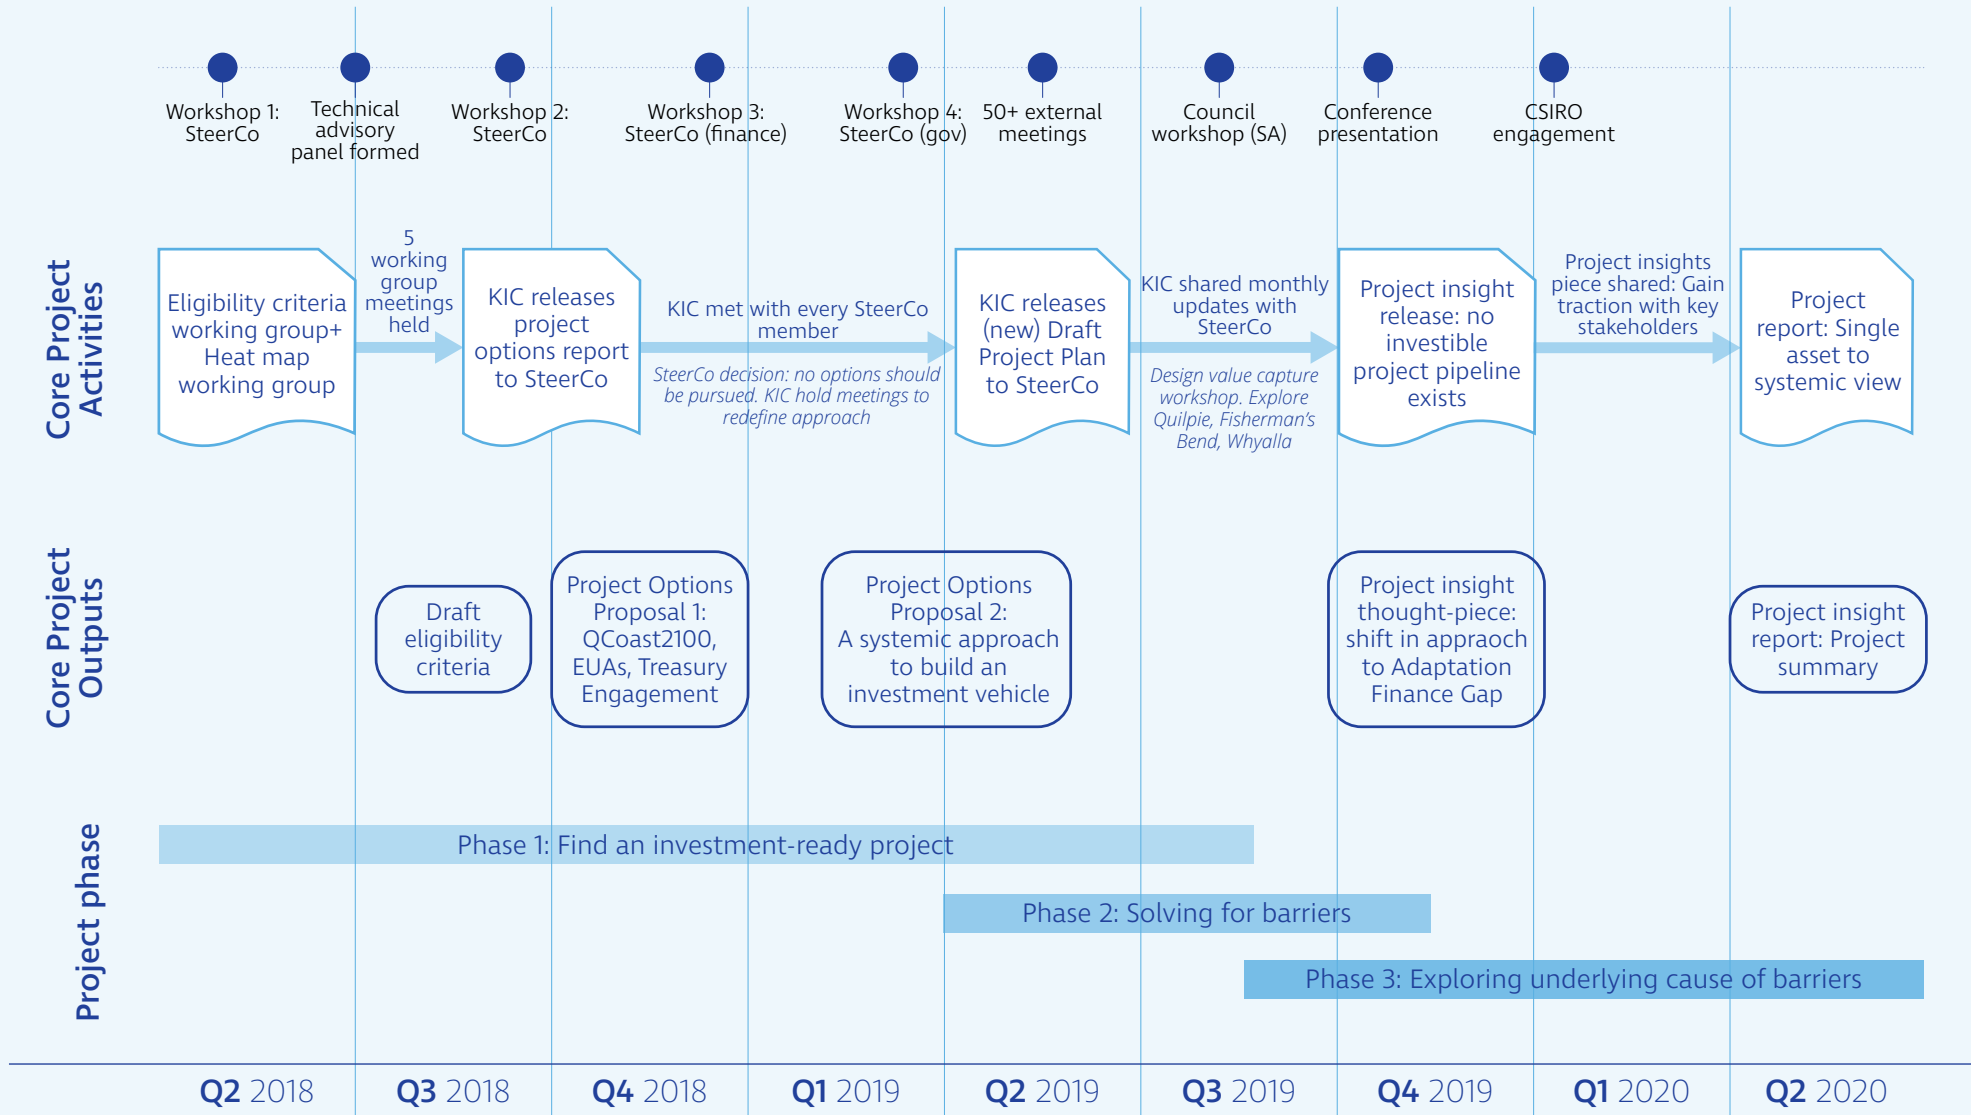 Workshop 1:
SteerCo
Technical
advisory
panel formed
Workshop 2:
SteerCo
Workshop 3:
SteerCo (finance)
Workshop 4:
SteerCo (gov)
50+ external
meetings
Council
workshop (SA)
Conference
presentation
CSIRO
engagement
Core Project
Activities
Eligibility criteria
working group+
Heat map
working group
5
working
group
meetings
held
KIC releases
project
options report
to SteerCo
KIC met with every SteerCo
member
SteerCo decision: no options should
be pursued. KIC hold meetings to
redefine approach
KIC releases
(new) Draft
Project Plan
to SteerCo
KIC shared monthly
updates with
SteerCo
Design value capture
workshop. Explore
Quilpie, Fisherman's
Bend, Whyalla
Project insight
release: no
investible
project pipeline
exists
Project insights
piece shared: Gain
traction with key
stakeholders
Project
report: Single
asset to
systemic view
Core Project
Outputs
Draft
eligibility
criteria
Project Options
Proposal 1:
QCoast2100,
EUAs, Treasury
Engagement
Project Options
Proposal 2:
A systemic approach
to build an
investment vehicle
Project insight
thought-piece:
shift in appraoch
to Adaptation
Finance Gap
Project insight
report: Project
summary
Project phase
Phase 1: Find an investment-ready project
Phase 2: Solving for barriers
Phase 3: Exploring underlying cause of barriers
Q2 2018
Q3 2018
Q4 2018
Q1 2019
Q2 2019
Q3 2019
Q4 2019
Q1 2020
Q2 2020